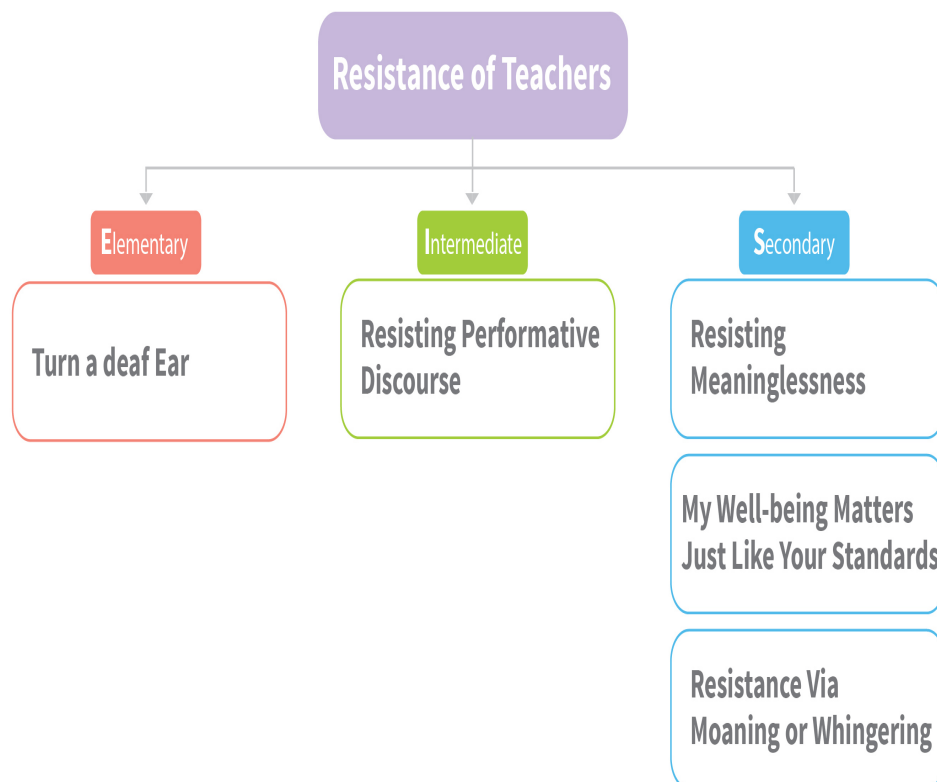 Resistance of Teachers
Elementary
Turn a deaf Ear
Intermediate
Resisting Performative
Discourse
Secondary
Resisting
Meaninglessness
My Well-being Matters
Just Like Your Standards
Resistance Via
Moaning or Whingering